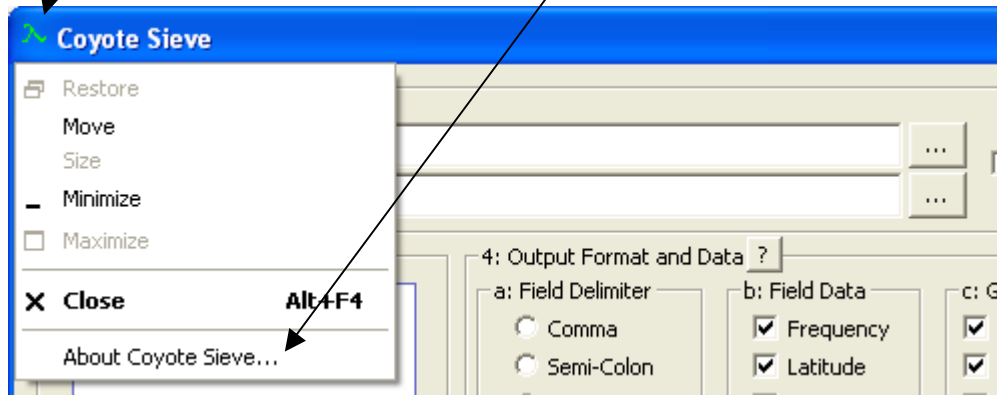 Coyote Sieve
Restore
Move
Size
Minimize
Maximize
Close Alt+F4
About Coyote Sieve...
...
...
4: Output Format and Data ?
a: Field Delimiter
Comma
Semi-Colon
b: Field Data
Frequency
Latitude
c: G